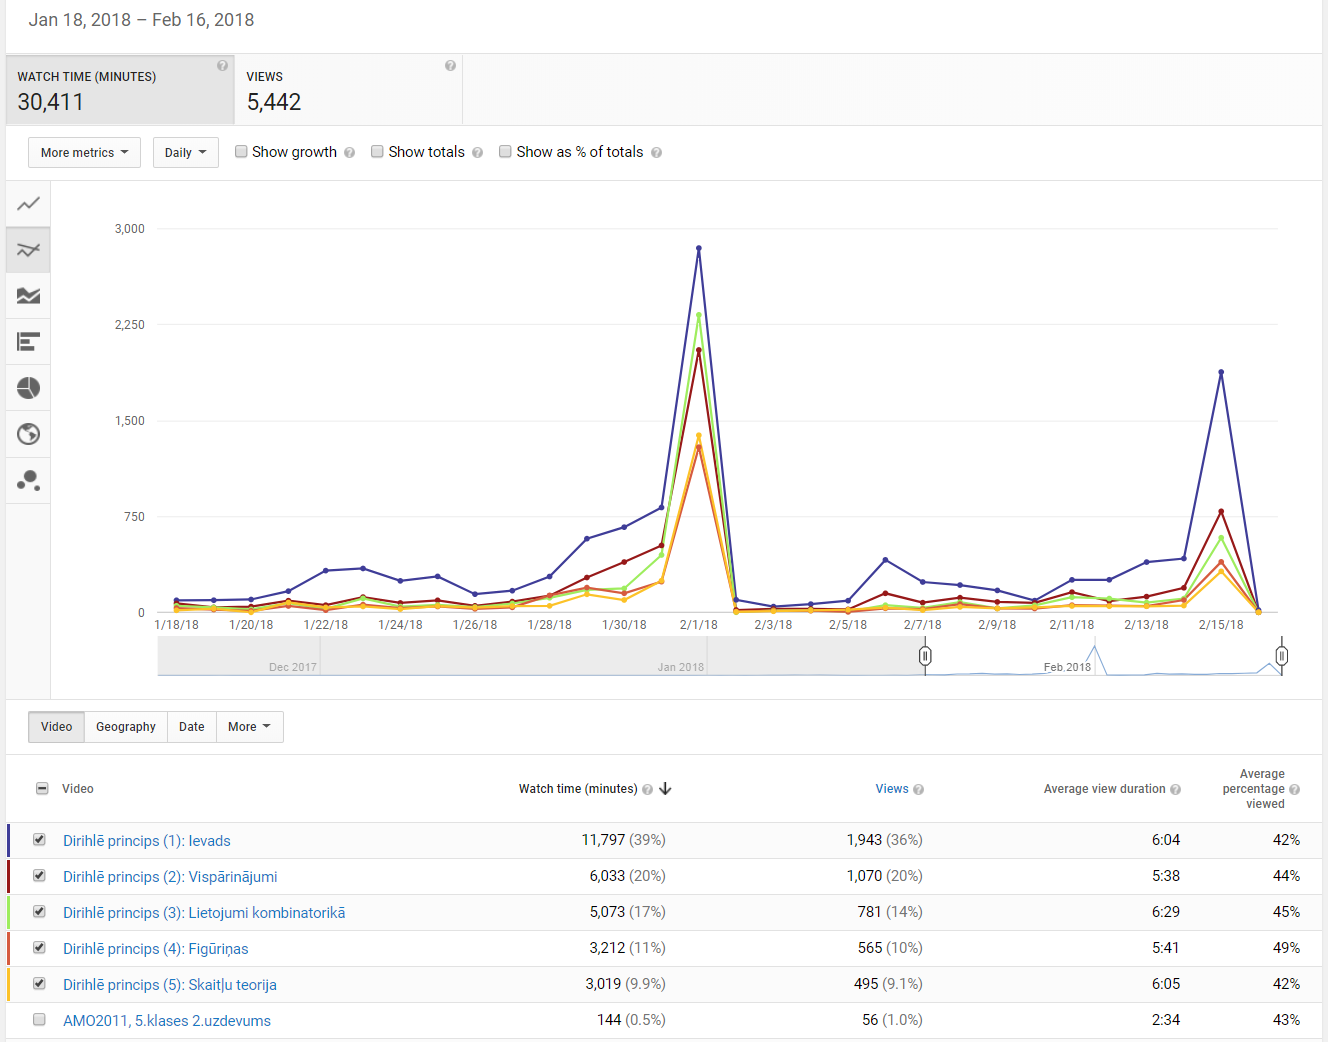 Jan 18, 2018 – Feb 16, 2018
WATCH TIME (MINUTES)
30,411
VIEWS
5,442
More metrics
Daily
Show growth
Show totals
Show as % of totals
3,000
2,250
1,500
750
0
1/18/18 1/20/18 1/22/18 1/24/18 1/26/18 1/28/18 1/30/18 2/1/18 2/3/18 2/5/18 2/7/18 2/9/18 2/11/18 2/13/18 2/15/18
Dec 2017 Jan 2018 Feb 2018
Video Geography Date More
Video Watch time (minutes) Views Average view duration Average percentage viewed
Dirihlē princips (1): Ievads 11,797 (39%) 1,943 (36%) 6:04 42%
Dirihlē princips (2): Vispārinājumi 6,033 (20%) 1,070 (20%) 5:38 44%
Dirihlē princips (3): Lietojumi kombinatorikā 5,073 (17%) 781 (14%) 6:29 45%
Dirihlē princips (4): Figūriņas 3,212 (11%) 565 (10%) 5:41 49%
Dirihlē princips (5): Skaitļu teorija 3,019 (9.9%) 495 (9.1%) 6:05 42%
AMO2011, 5.klases 2.uzdevums 144 (0.5%) 56 (1.0%) 2:34 43%